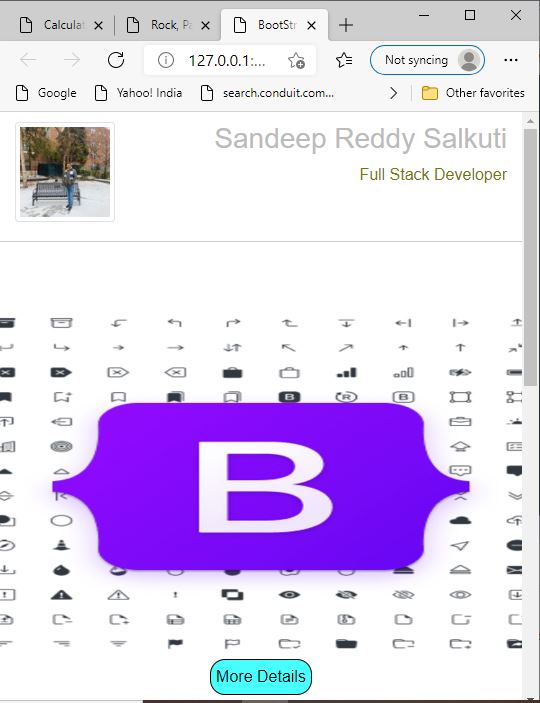 Calculat
Rock, Pa
BootStr
127.0.0.1:...
Not syncing
Google
Yahoo! India
search.conduit.com...
Other favorites
Sandeep Reddy Salkuti
Full Stack Developer
B
More Details